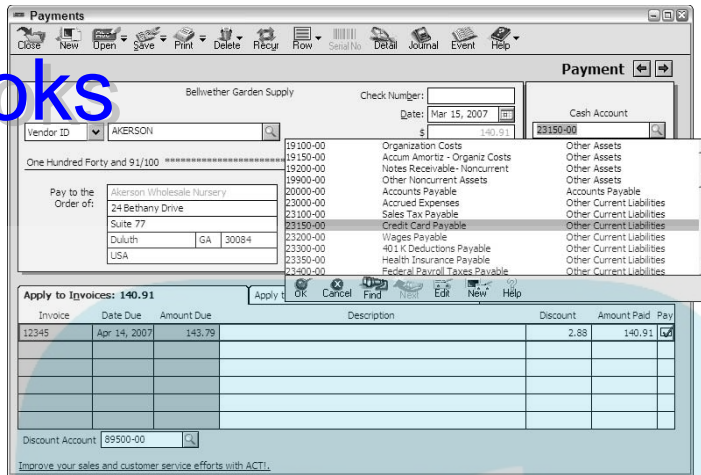 Payments
Close New Open Save Print Delete Recur Row Serial No Detail Journal Event Help
Payment
oks
Bellwether Garden Supply
Check Number:
Date: Mar 15, 2007
Cash Account
Vendor ID AKERSON
$ 140.91
23150-00
One Hundred Forty and 91/100 ****************************
Pay to the Order of:
Akerson Wholesale Nursery
24 Bethany Drive
Suite 77
Duluth GA 30084
USA
19100-00 Organization Costs Other Assets
19150-00 Accum Amortiz - Organiz Costs Other Assets
19200-00 Notes Receivable- Noncurrent Other Assets
19900-00 Other Noncurrent Assets Other Assets
20000-00 Accounts Payable Accounts Payable
23000-00 Accrued Expenses Other Current Liabilities
23100-00 Sales Tax Payable Other Current Liabilities
23150-00 Credit Card Payable Other Current Liabilities
23200-00 Wages Payable Other Current Liabilities
23300-00 401 K Deductions Payable Other Current Liabilities
23350-00 Health Insurance Payable Other Current Liabilities
23400-00 Federal Payroll Taxes Payable Other Current Liabilities
OK Cancel Find Next Edit New Help
Apply to Invoices: 140.91
Apply t
Invoice Date Due Amount Due Description Discount Amount Paid Pay
12345 Apr 14, 2007 143.79 2.88 140.91
Discount Account 89500-00
Improve your sales and customer service efforts with ACT!.